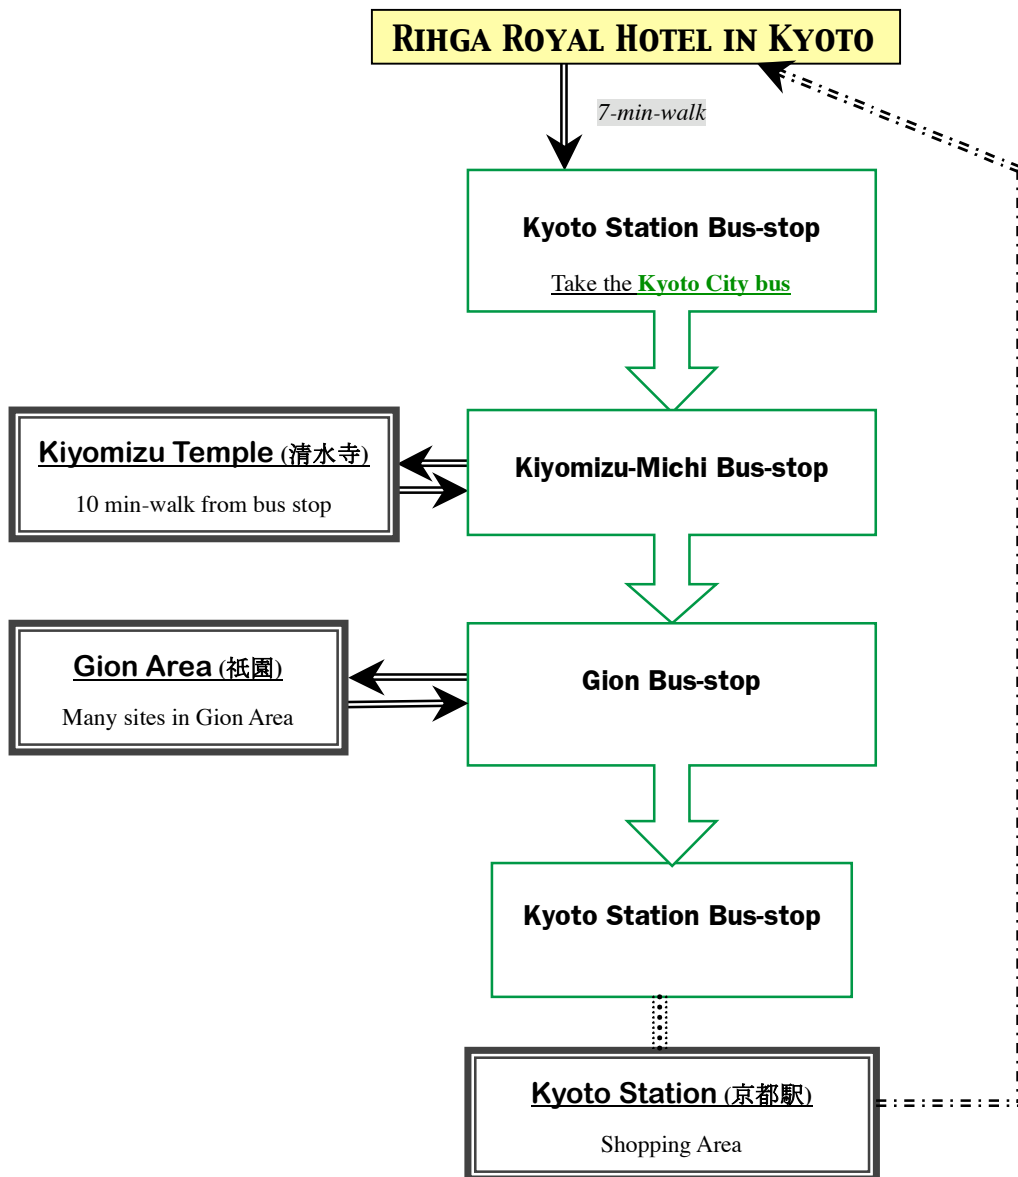 RIHGA ROYAL HOTEL IN KYOTO
7-min-walk
Kyoto Station Bus-stop
Take the Kyoto City bus
Kiyomizu Temple (清水寺)
10 min-walk from bus stop
Kiyomizu-Michi Bus-stop
Gion Area (祇園)
Many sites in Gion Area
Gion Bus-stop
Kyoto Station Bus-stop
Kyoto Station (京都駅)
Shopping Area